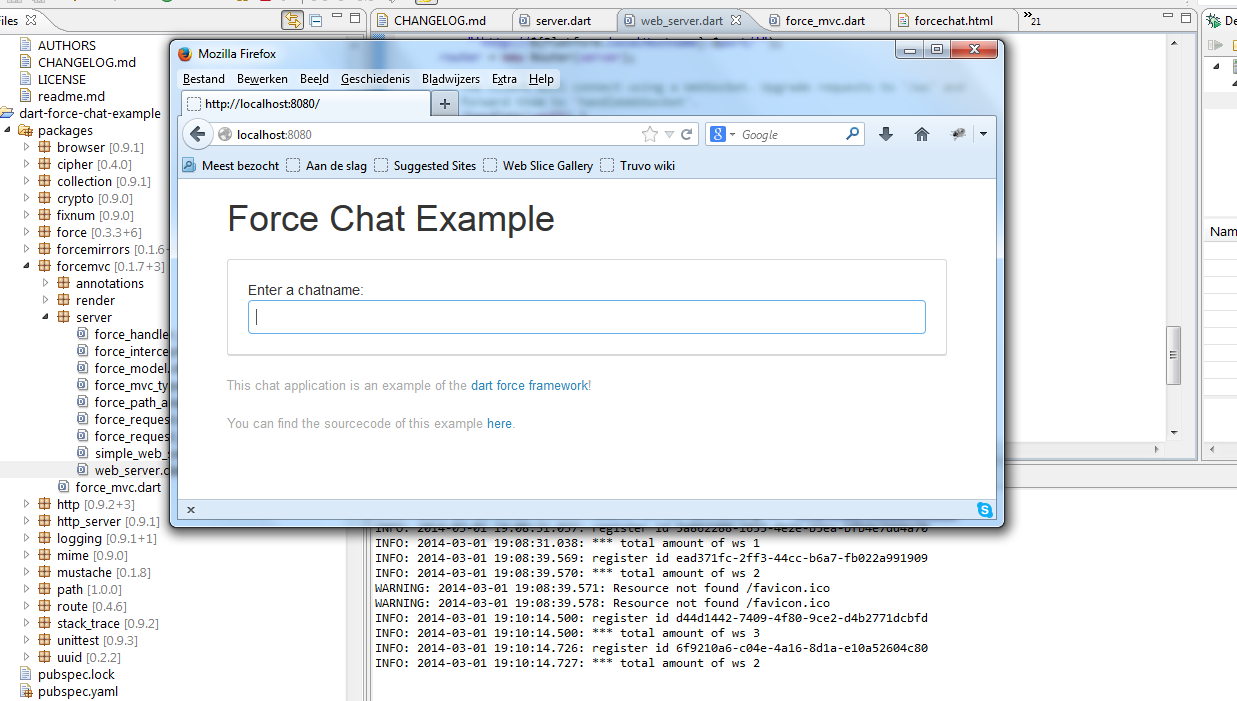 Files
CHANGELOG.md
server.dart
web_server.dart
force_mvc.dart
forcechat.html
»21
AUTHORS
CHANGELOG.md
LICENSE
readme.md
dart-force-chat-example
packages
browser [0.9.1]
cipher [0.4.0]
collection [0.9.1]
crypto [0.9.0]
fixnum [0.9.0]
force [0.3.3+6]
forcemirrors [0.1.6+
forcemvc [0.1.7+3]
annotations
render
server
force_handle
force_interce
force_model.
force_mvc_ty
force_path_a
force_reques
force_reques
simple_web_s
web_server.d
force_mvc.dart
http [0.9.2+3]
http_server [0.9.1]
logging [0.9.1+1]
mime [0.9.0]
mustache [0.1.8]
path [1.0.0]
route [0.4.6]
stack_trace [0.9.2]
unittest [0.9.3]
uuid [0.2.2]
pubspec.lock
pubspec.yaml
Mozilla Firefox
Bestand Bewerken Beeld Geschiedenis Bladwijzers Extra Help
http://localhost:8080/
localhost:8080
Google
Meest bezocht Aan de slag Suggested Sites Web Slice Gallery Truvo wiki
Force Chat Example
Enter a chatname:
This chat application is an example of the dart force framework!
You can find the sourcecode of this example here.
De
Nam
INFO: 2014-03-01 19:08:31.038: *** total amount of ws 1
INFO: 2014-03-01 19:08:39.569: register id ead371fc-2ff3-44cc-b6a7-fb022a991909
INFO: 2014-03-01 19:08:39.570: *** total amount of ws 2
WARNING: 2014-03-01 19:08:39.571: Resource not found /favicon.ico
WARNING: 2014-03-01 19:08:39.578: Resource not found /favicon.ico
INFO: 2014-03-01 19:10:14.500: register id d44d1442-7409-4f80-9ce2-d4b2771dcbfd
INFO: 2014-03-01 19:10:14.500: *** total amount of ws 3
INFO: 2014-03-01 19:10:14.726: register id 6f9210a6-c04e-4a16-8d1a-e10a52604c80
INFO: 2014-03-01 19:10:14.727: *** total amount of ws 2